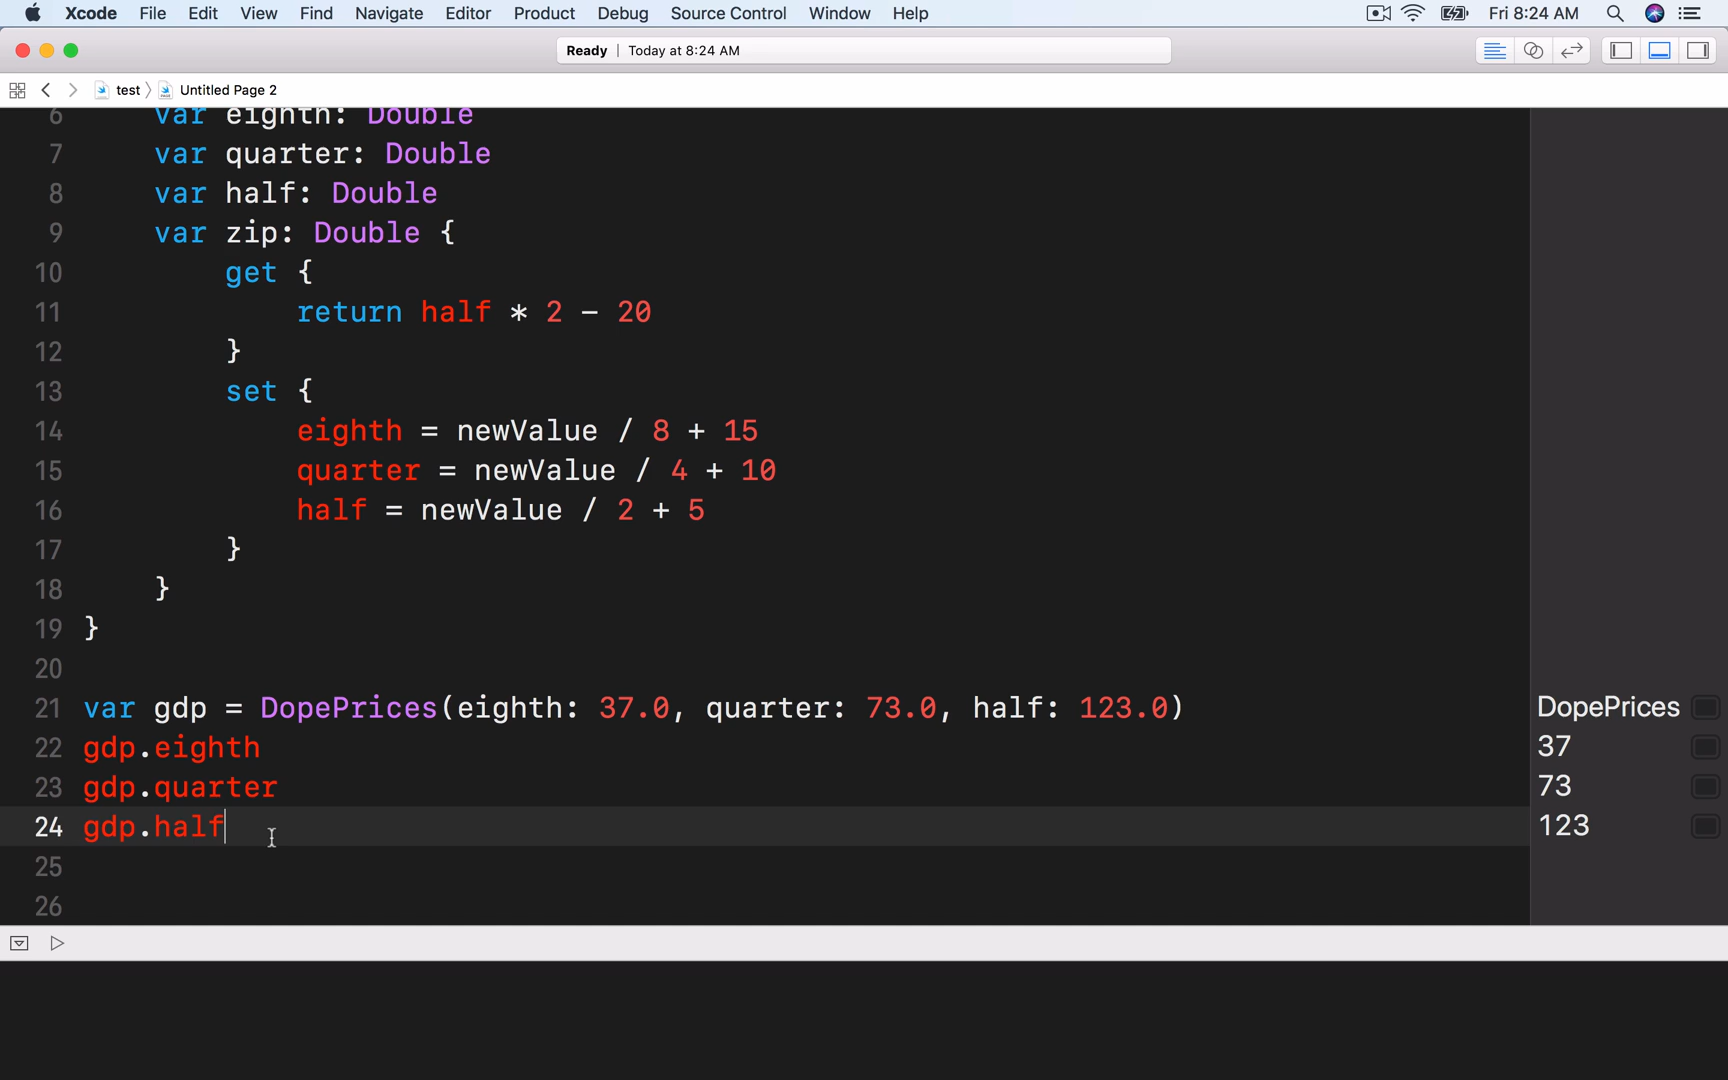 Xcode File Edit View Find Navigate Editor Product Debug Source Control Window Help Fri 8:24 AM
Ready | Today at 8:24 AM
test 〉 Untitled Page 2
6 var eighth: Double
7 var quarter: Double
8 var half: Double
9 var zip: Double {
10 get {
11 return half * 2 - 20
12 }
13 set {
14 eighth = newValue / 8 + 15
15 quarter = newValue / 4 + 10
16 half = newValue / 2 + 5
17 }
18 }
19 }
20
21 var gdp = DopePrices(eighth: 37.0, quarter: 73.0, half: 123.0) DopePrices
22 gdp.eighth 37
23 gdp.quarter 73
24 gdp.half 123
25
26